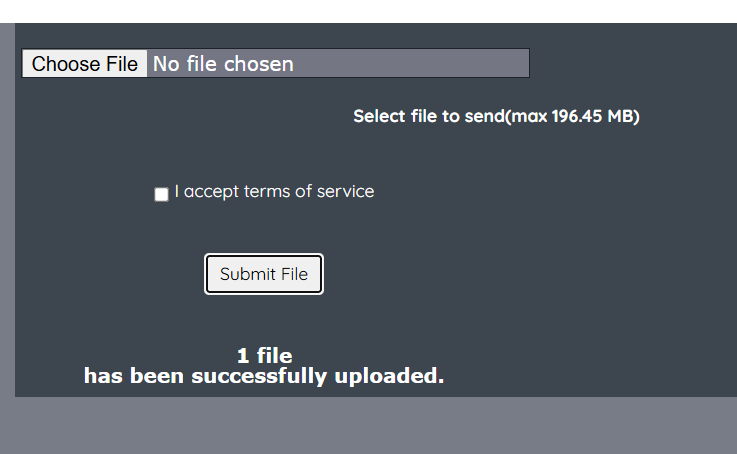 Choose File No file chosen
Select file to send(max 196.45 MB)
I accept terms of service
Submit File
1 file
has been successfully uploaded.